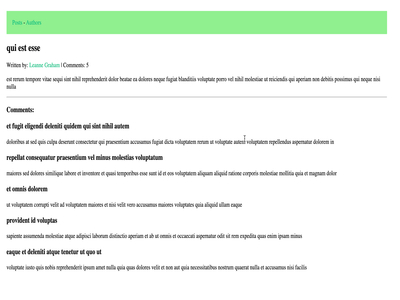 Posts - Authors
qui est esse
Written by: Leanne Graham | Comments: 5
est rerum tempore vitae sequi sint nihil reprehenderit dolor beatae ea dolores neque fugiat blanditiis voluptate porro vel nihil molestiae ut reiciendis qui aperiam non debitis possimus qui neque nisi
nulla
Comments:
et fugit eligendi deleniti quidem qui sint nihil autem
doloribus at sed quis culpa deserunt consectetur qui praesentium accusamus fugiat dicta voluptatem rerum ut voluptate autem voluptatem repellendus aspernatur dolorem in
repellat consequatur praesentium vel minus molestias voluptatum
maiores sed dolores similique labore et inventore et quasi temporibus esse sunt id et eos voluptatem aliquam aliquid ratione corporis molestiae mollitia quia et magnam dolor
et omnis dolorem
ut voluptatem corrupti velit ad voluptatem maiores et nisi velit vero accusamus maiores voluptates quia aliquid ullam eaque
provident id voluptas
sapiente assumenda molestiae atque adipisci laborum distinctio aperiam et ab ut omnis et occaecati aspernatur odit sit rem expedita quas enim ipsam minus
eaque et deleniti atque tenetur ut quo ut
voluptate iusto quis nobis reprehenderit ipsum amet nulla quia quas dolores velit et non aut quia necessitatibus nostrum quaerat nulla et accusamus nisi facilis